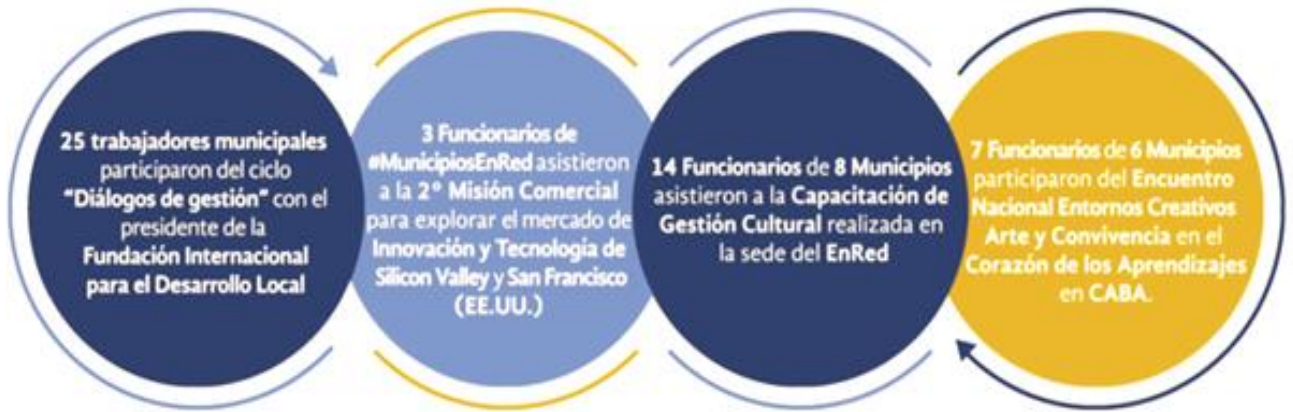 25 trabajadores municipales
participaron del ciclo
“Diálogos de gestión” con el
presidente de la
Fundación Internacional
para el Desarrollo Local
3 Funcionarios de
#MunicipiosEnRed asistieron
a la 2° Misión Comercial
para explorar el mercado de
Innovación y Tecnología de
Silicon Valley y San Francisco
(EE.UU.)
14 Funcionarios de 8 Municipios
asistieron a la Capacitación de
Gestión Cultural realizada en
la sede del EnRed
7 Funcionarios de 6 Municipios
participaron del Encuentro
Nacional Entornos Creativos
Arte y Convivencia en el
Corazón de los Aprendizajes
en CABA.